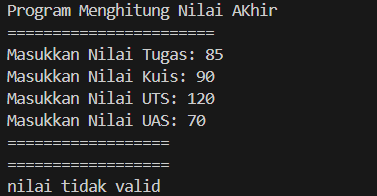 Program Menghitung Nilai AKhir
=======================
Masukkan Nilai Tugas: 85
Masukkan Nilai Kuis: 90
Masukkan Nilai UTS: 120
Masukkan Nilai UAS: 70
==================
==================
nilai tidak valid